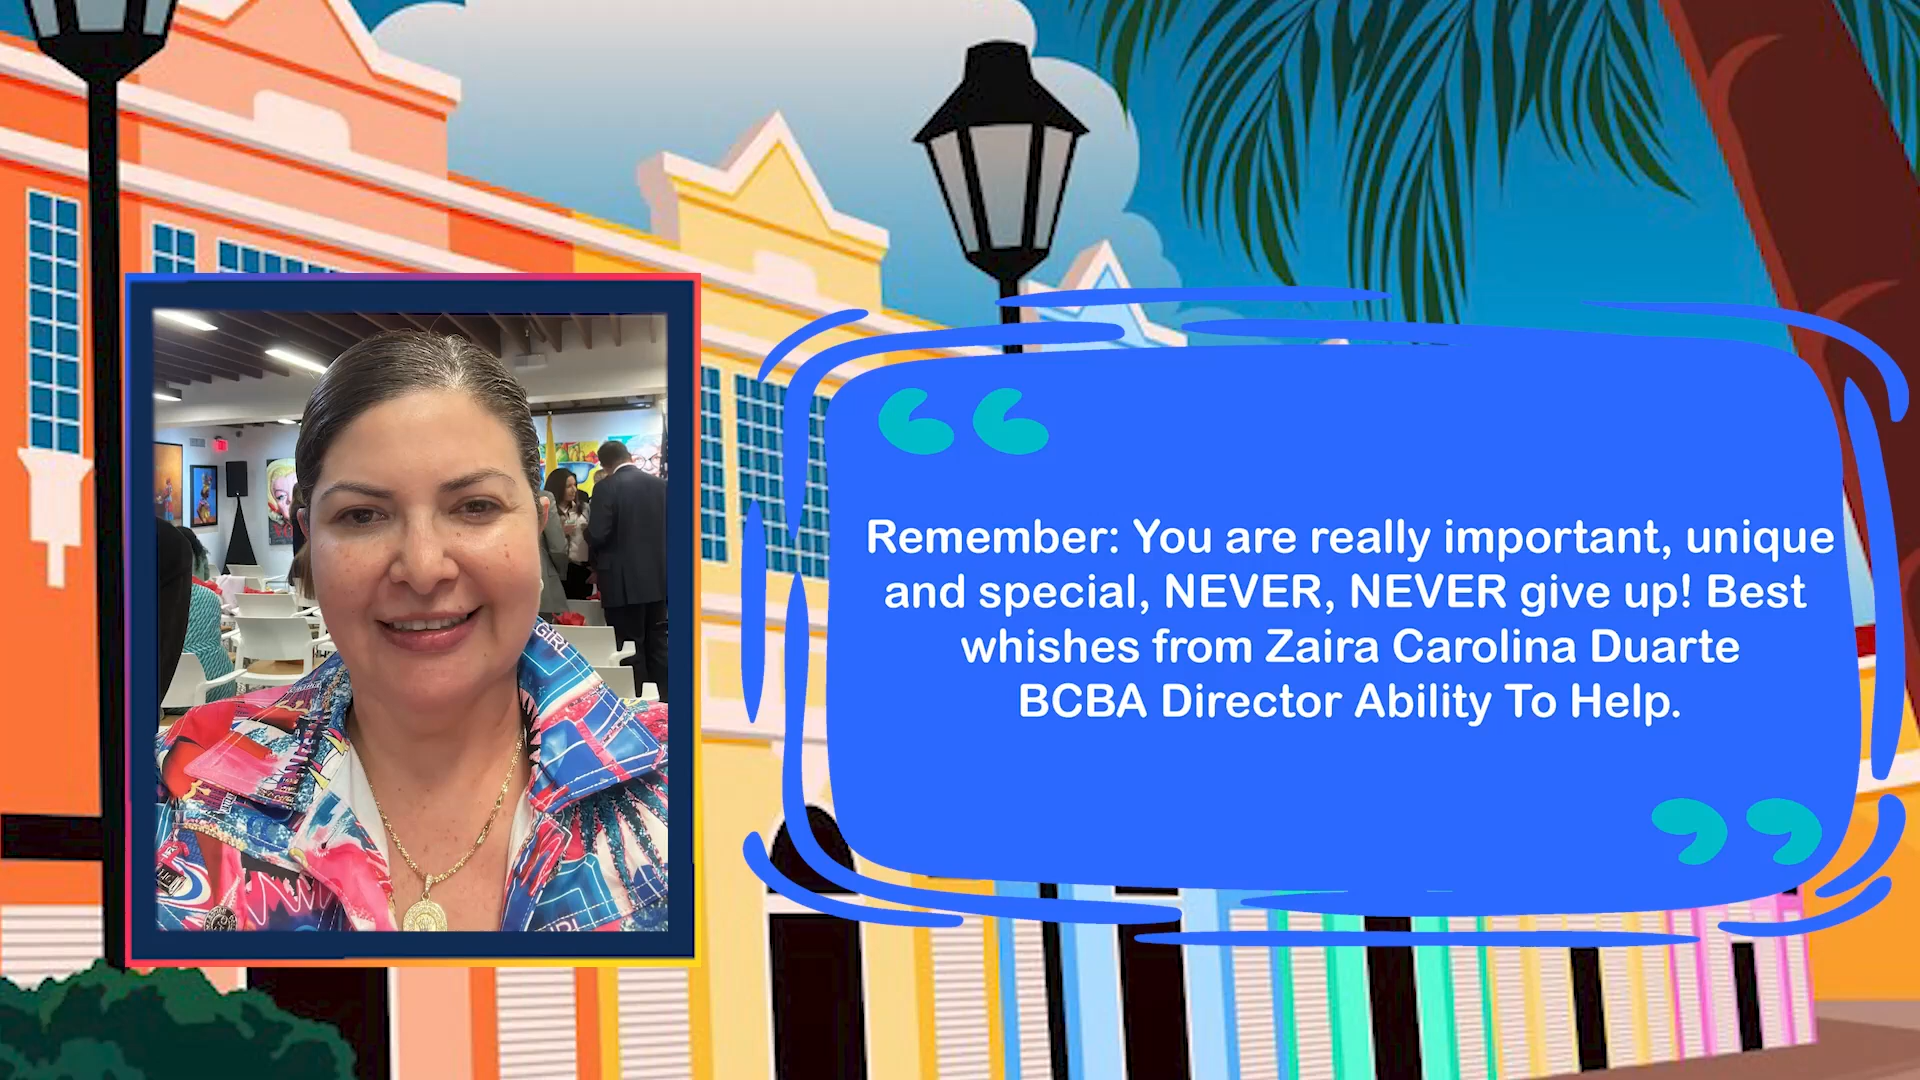 Remember: You are really important, unique
and special, NEVER, NEVER give up! Best
whishes from Zaira Carolina Duarte
BCBA Director Ability To Help.
GIRL